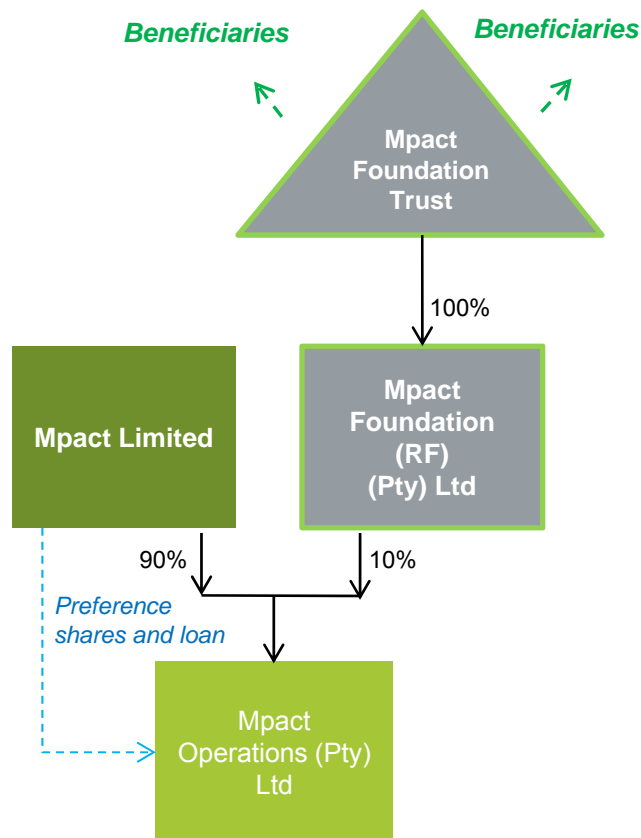 Beneficiaries
Beneficiaries
Mpact
Foundation
Trust
100%
Mpact Limited
Mpact
Foundation
(RF)
(Pty) Ltd
90%
10%
Preference
shares and loan
Mpact
Operations (Pty)
Ltd